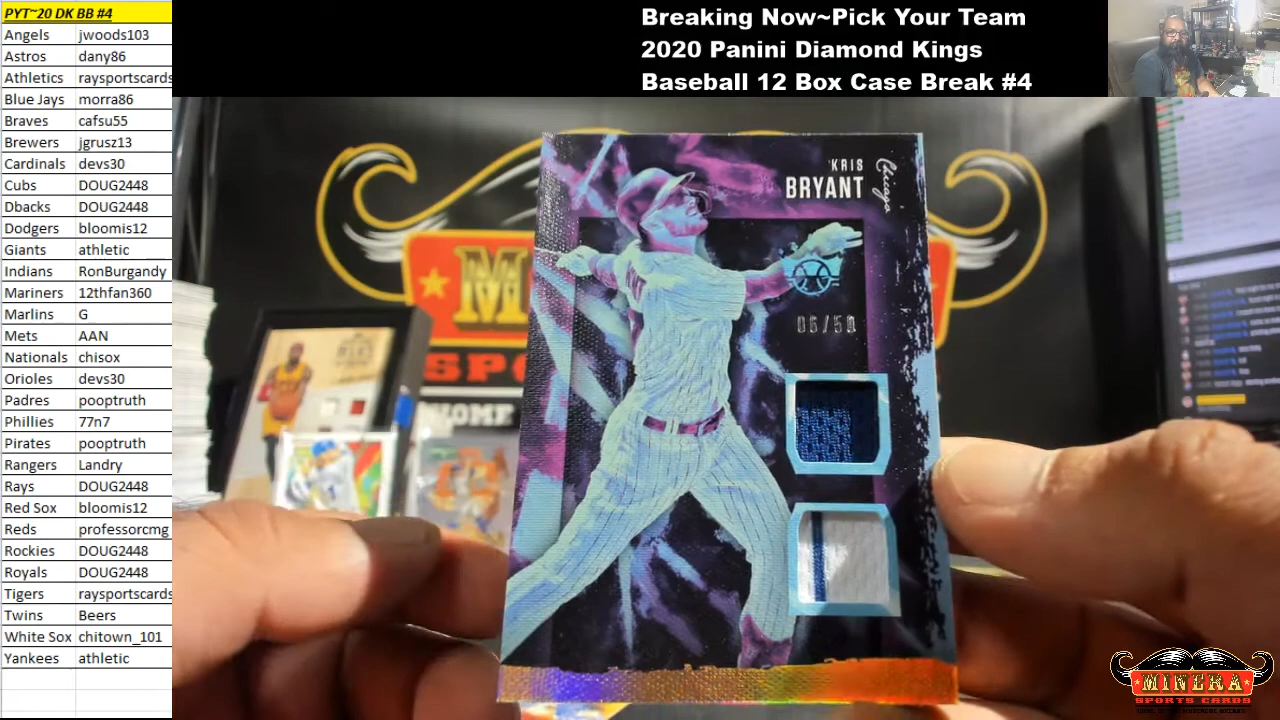 PYT~20 DK BB #4
Angels jwoods103
Astros dany86
Athletics raysportscards
Blue Jays morra86
Braves cafsu55
Brewers jgrusz13
Cardinals devs30
Cubs DOUG2448
Dbacks DOUG2448
Dodgers bloomis12
Giants athletic
Indians RonBurgandy
Mariners 12thfan360
Marlins G
Mets AAN
Nationals chisox
Orioles devs30
Padres pooptruth
Phillies 77n7
Pirates pooptruth
Rangers Landry
Rays DOUG2448
Red Sox bloomis12
Reds professorcmg
Rockies DOUG2448
Royals DOUG2448
Tigers raysportscards
Twins Beers
White Sox chitown_101
Yankees athletic
Breaking Now~Pick Your Team
2020 Panini Diamond Kings
Baseball 12 Box Case Break #4
KRIS
BRYANT
Chicago
06/50
M
SP
HOME
MINERA
SPORTS CARDS